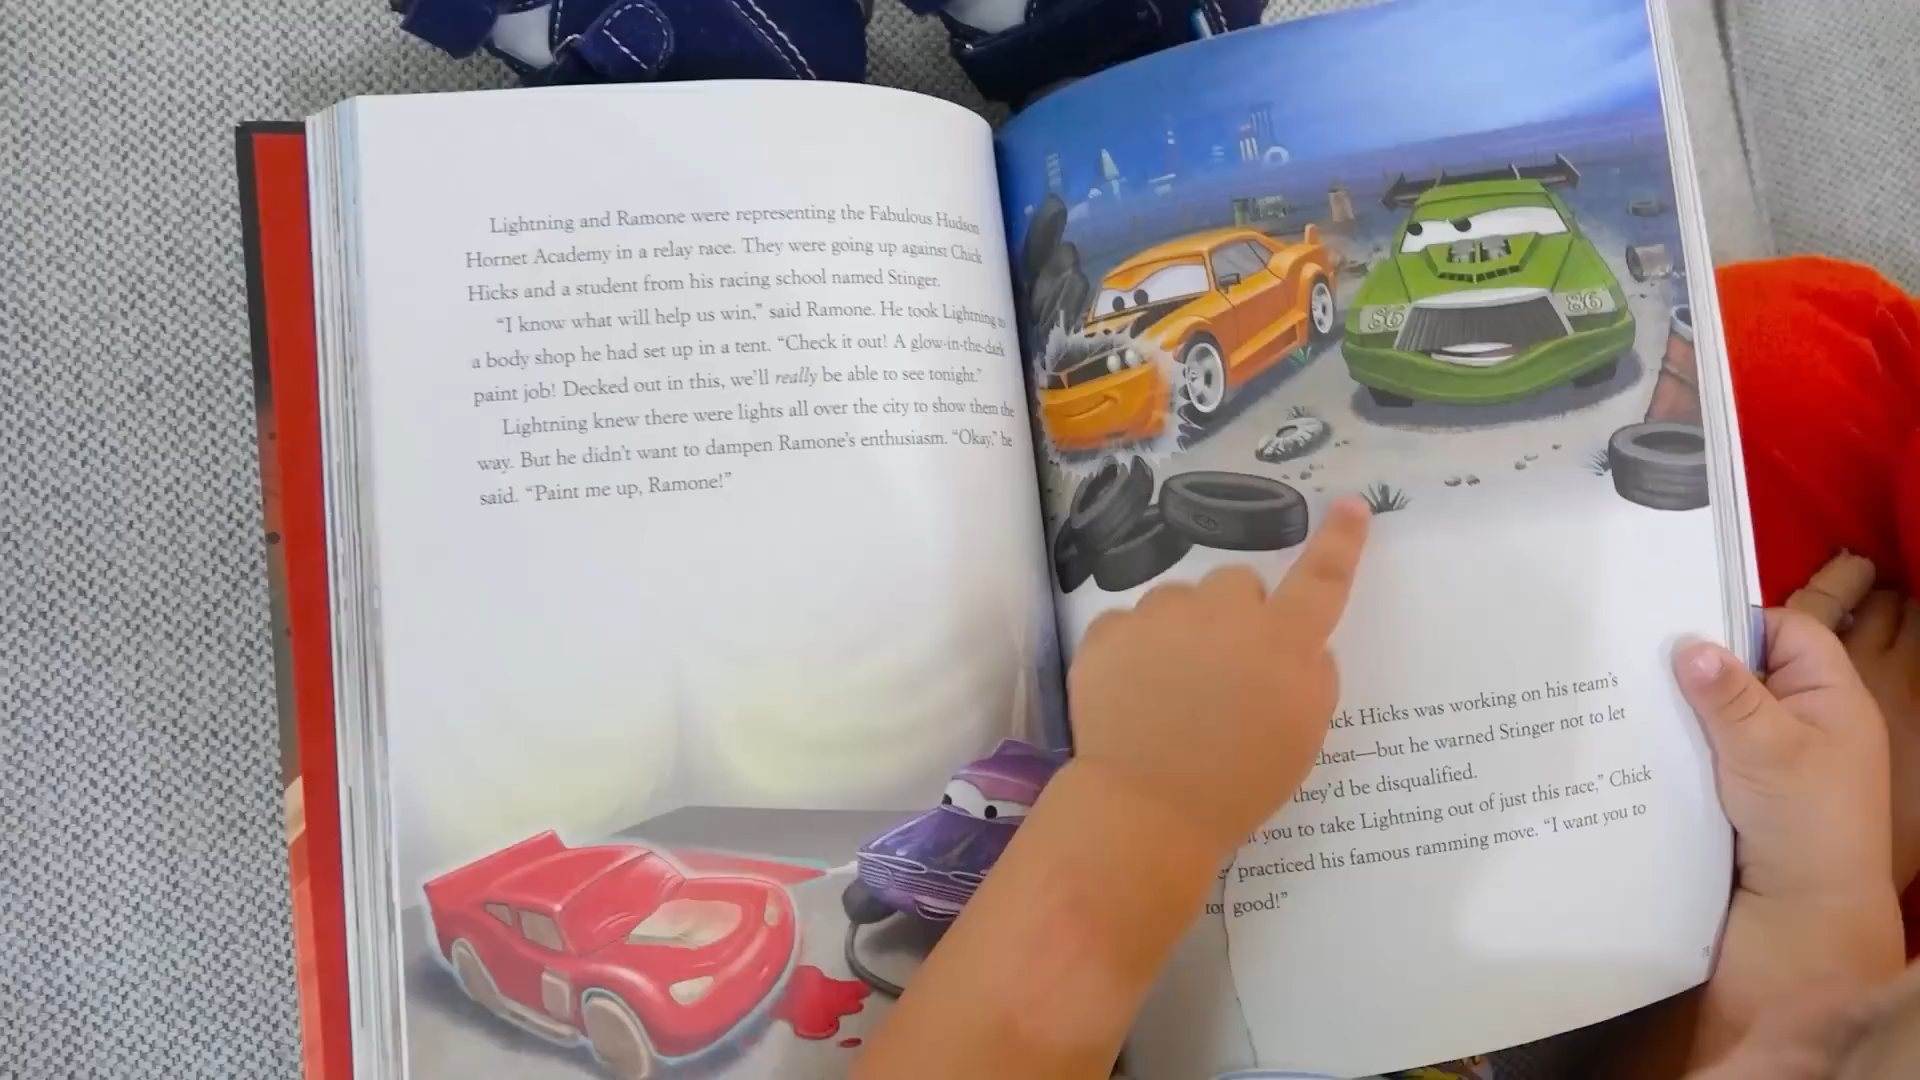 Lightning and Ramone were representing the Fabulous Hudson
Hornet Academy in a relay race. They were going up against Chick
Hicks and a student from his racing school named Stinger.
“I know what will help us win,” said Ramone. He took Lightning to
a body shop he had set up in a tent. “Check it out! A glow-in-the-dark
paint job! Decked out in this, we’ll really be able to see tonight.”
Lightning knew there were lights all over the city to show them the
way. But he didn’t want to dampen Ramone’s enthusiasm. “Okay,” he
said. “Paint me up, Ramone!”
86
86
Hicks was working on his team’s
cheat—but he warned Stinger not to let
they’d be disqualified.
you to take Lightning out of just this race,” Chick
practiced his famous ramming move. “I want you to
for good!”